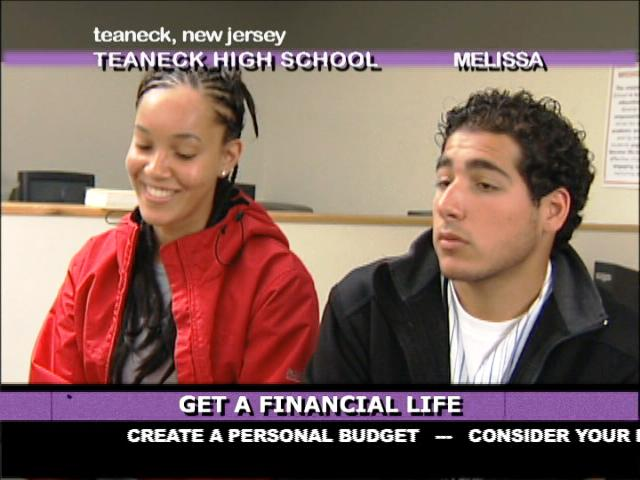 teaneck, new jersey
TEANECK HIGH SCHOOL MELISSA
GET A FINANCIAL LIFE
CREATE A PERSONAL BUDGET --- CONSIDER YOUR